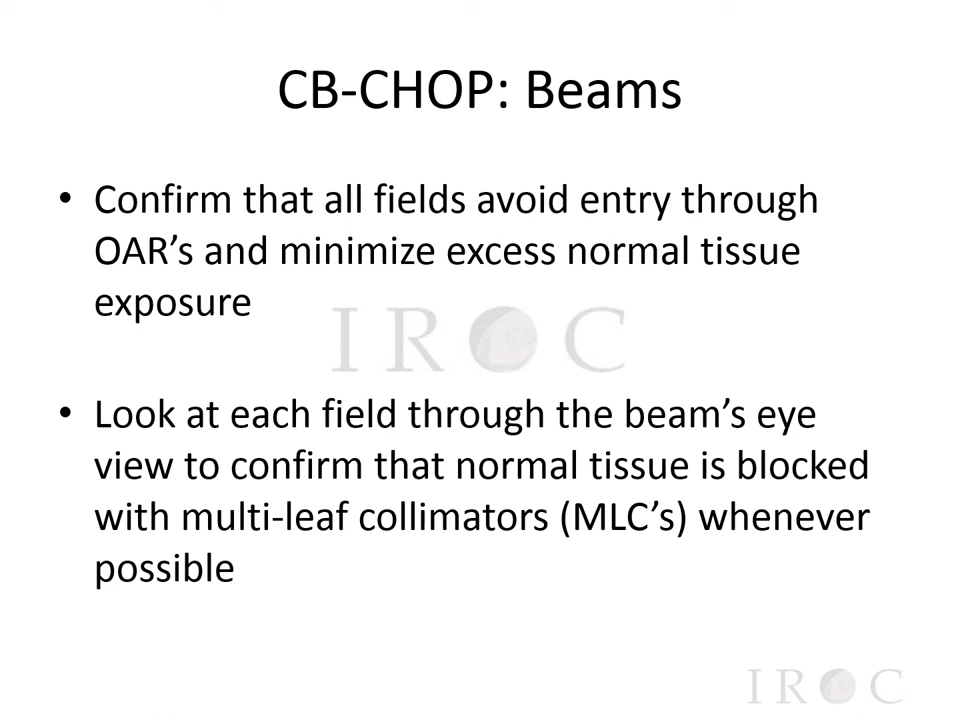 CB-CHOP: Beams
• Confirm that all fields avoid entry through
OAR’s and minimize excess normal tissue
exposure
IROC
• Look at each field through the beam’s eye
view to confirm that normal tissue is blocked
with multi-leaf collimators (MLC’s) whenever
possible
IROC